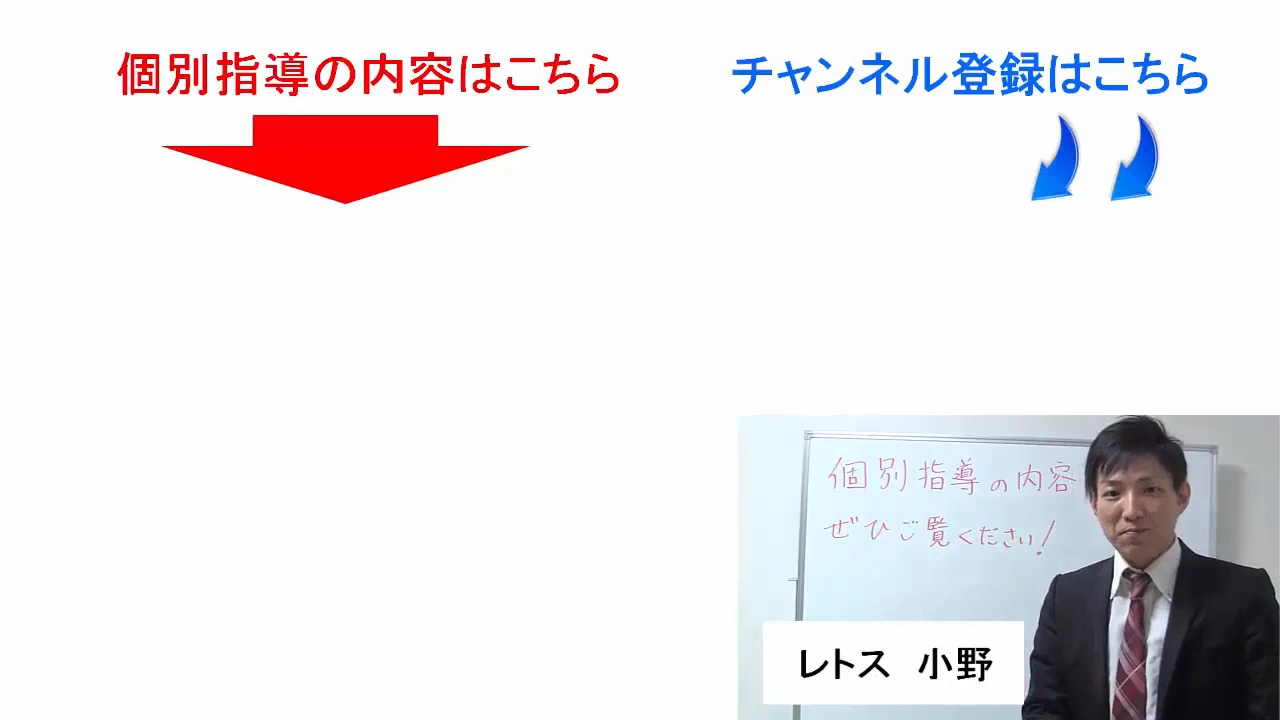 個別指導の内容はこちら
チャンネル登録はこちら
個別指導の内容
ぜひご覧ください!
レトス 小野